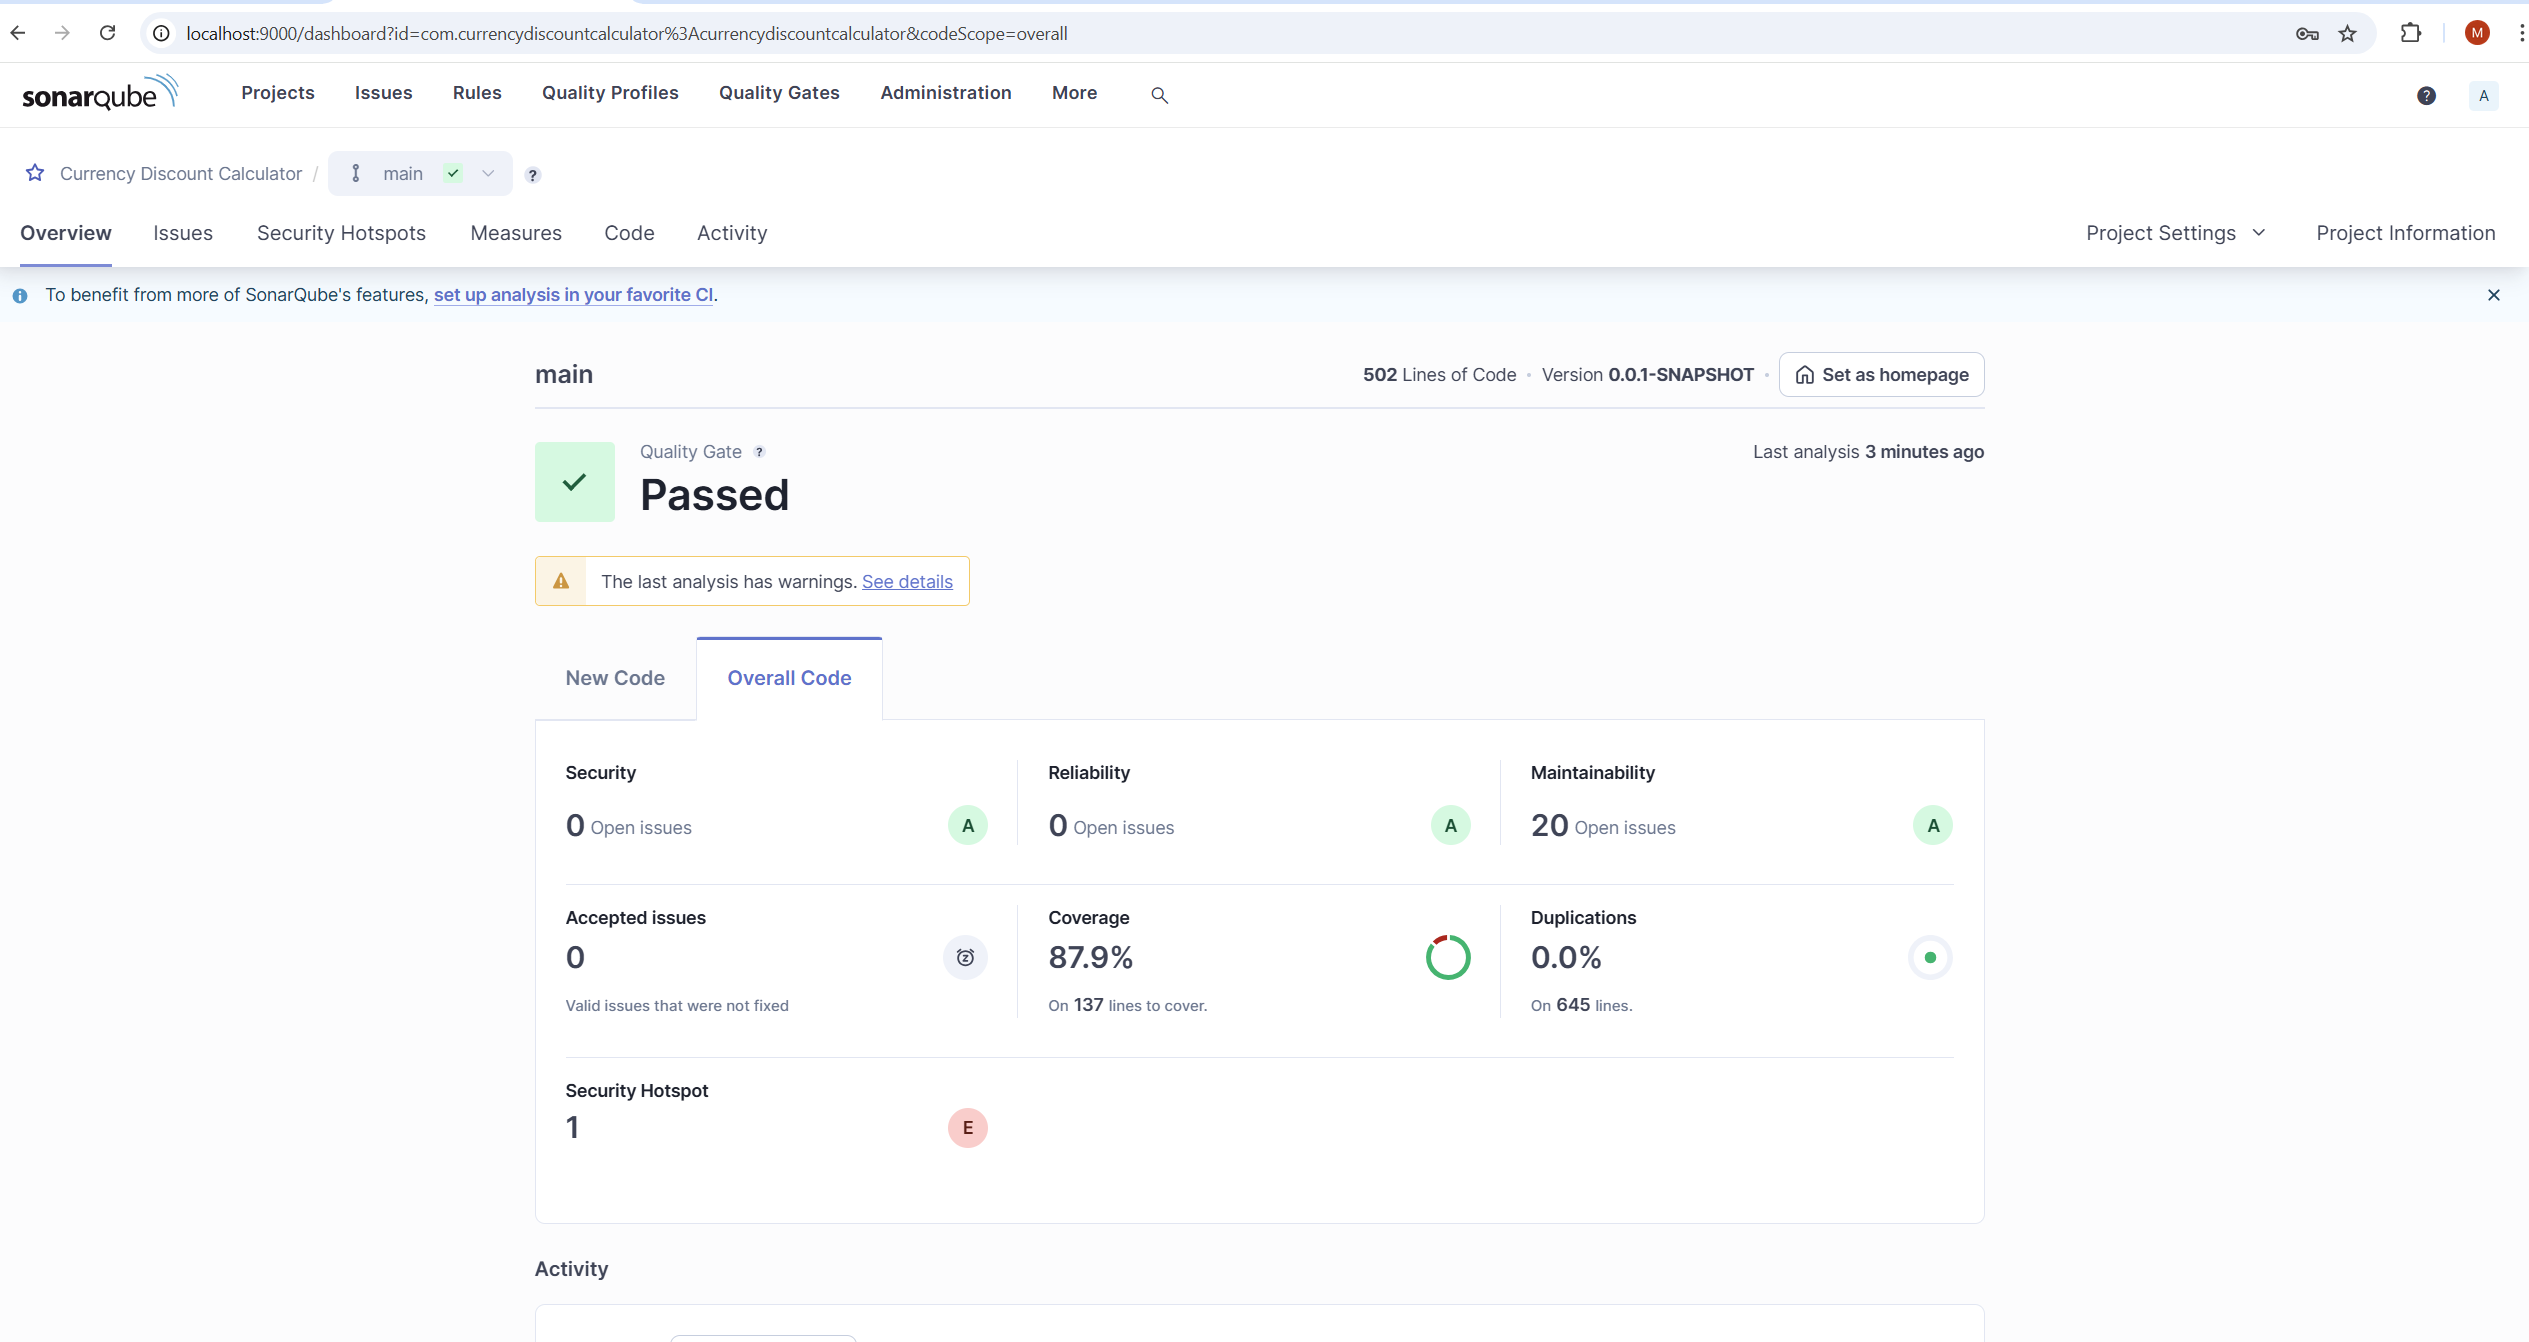 localhost:9000/dashboard?id=com.currencydiscountcalculator%3Acurrencydiscountcalculator&codeScope=overall
M
sonarqube Projects Issues Rules Quality Profiles Quality Gates Administration More ? A
Currency Discount Calculator / main ?
Overview Issues Security Hotspots Measures Code Activity Project Settings Project Information
To benefit from more of SonarQube's features, set up analysis in your favorite CI.
main 502 Lines of Code • Version 0.0.1-SNAPSHOT • Set as homepage
Quality Gate ? Last analysis 3 minutes ago
Passed
The last analysis has warnings. See details
New Code Overall Code
Security Reliability Maintainability
0 Open issues A 0 Open issues A 20 Open issues A
Accepted issues Coverage Duplications
0 87.9% 0.0%
Valid issues that were not fixed On 137 lines to cover. On 645 lines.
Security Hotspot
1 E
Activity